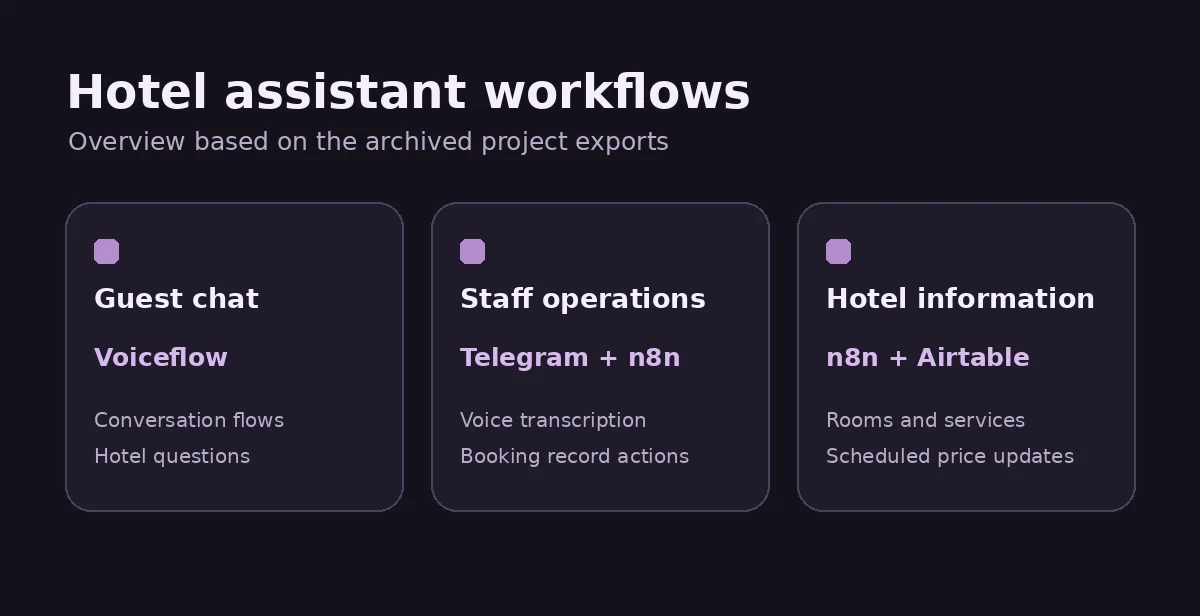 Hotel assistant workflows
Overview based on the archived project exports
Guest chat
Voiceflow
Conversation flows
Hotel questions
Staff operations
Telegram + n8n
Voice transcription
Booking record actions
Hotel information
n8n + Airtable
Rooms and services
Scheduled price updates